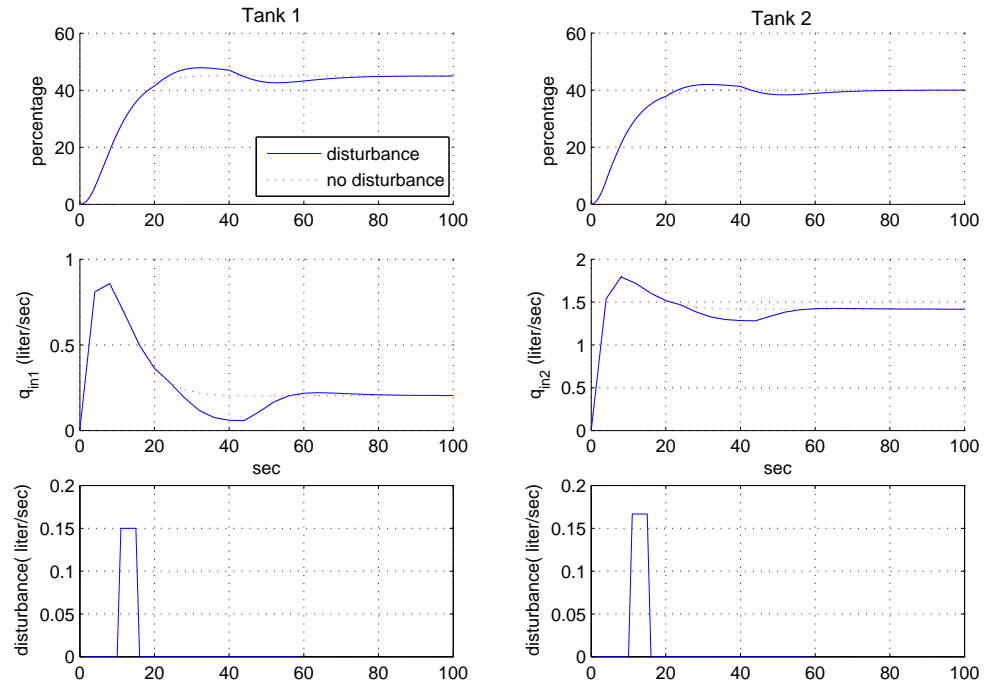 Tank 1
percentage
60
40
20
0
0 20 40 60 80 100
disturbance
no disturbance
Tank 2
percentage
60
40
20
0
0 20 40 60 80 100
q_in1 (liter/sec)
1
0.5
0
0 20 40 60 80 100
sec
q_in2 (liter/sec)
2
1.5
1
0.5
0
0 20 40 60 80 100
sec
disturbance( liter/sec)
0.2
0.15
0.1
0.05
0
0 20 40 60 80 100
disturbance( liter/sec)
0.2
0.15
0.1
0.05
0
0 20 40 60 80 100